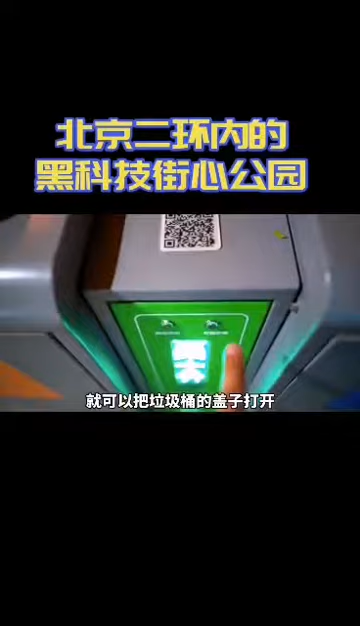 北京二环内的
黑科技街心公园
就可以把垃圾桶的盖子打开